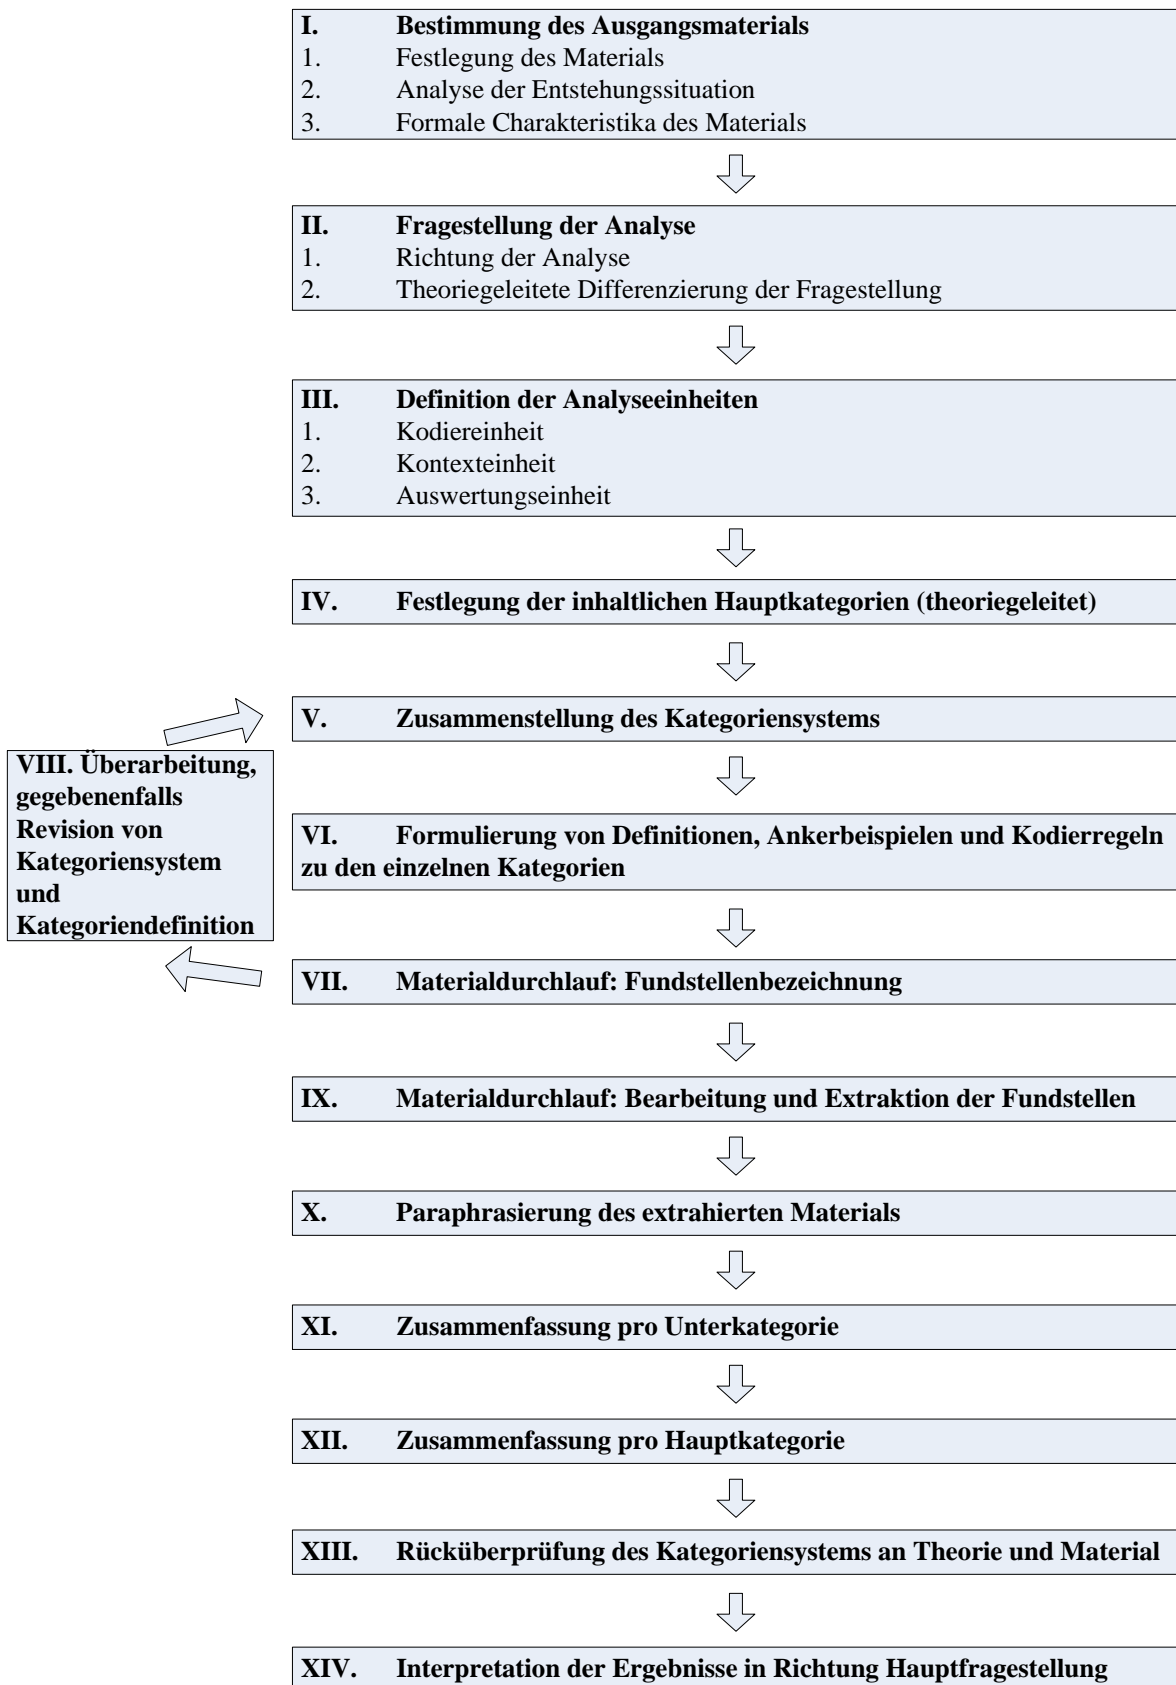 I. Bestimmung des Ausgangsmaterials
1. Festlegung des Materials
2. Analyse der Entstehungssituation
3. Formale Charakteristika des Materials
II. Fragestellung der Analyse
1. Richtung der Analyse
2. Theoriegeleitete Differenzierung der Fragestellung
III. Definition der Analyseeinheiten
1. Kodiereinheit
2. Kontexteinheit
3. Auswertungseinheit
IV. Festlegung der inhaltlichen Hauptkategorien (theoriegeleitet)
V. Zusammenstellung des Kategoriensystems
VI. Formulierung von Definitionen, Ankerbeispielen und Kodierregeln
zu den einzelnen Kategorien
VII. Materialdurchlauf: Fundstellenbezeichnung
VIII. Überarbeitung,
gegebenenfalls
Revision von
Kategoriensystem
und
Kategoriendefinition
IX. Materialdurchlauf: Bearbeitung und Extraktion der Fundstellen
X. Paraphrasierung des extrahierten Materials
XI. Zusammenfassung pro Unterkategorie
XII. Zusammenfassung pro Hauptkategorie
XIII. Rücküberprüfung des Kategoriensystems an Theorie und Material
XIV. Interpretation der Ergebnisse in Richtung Hauptfragestellung